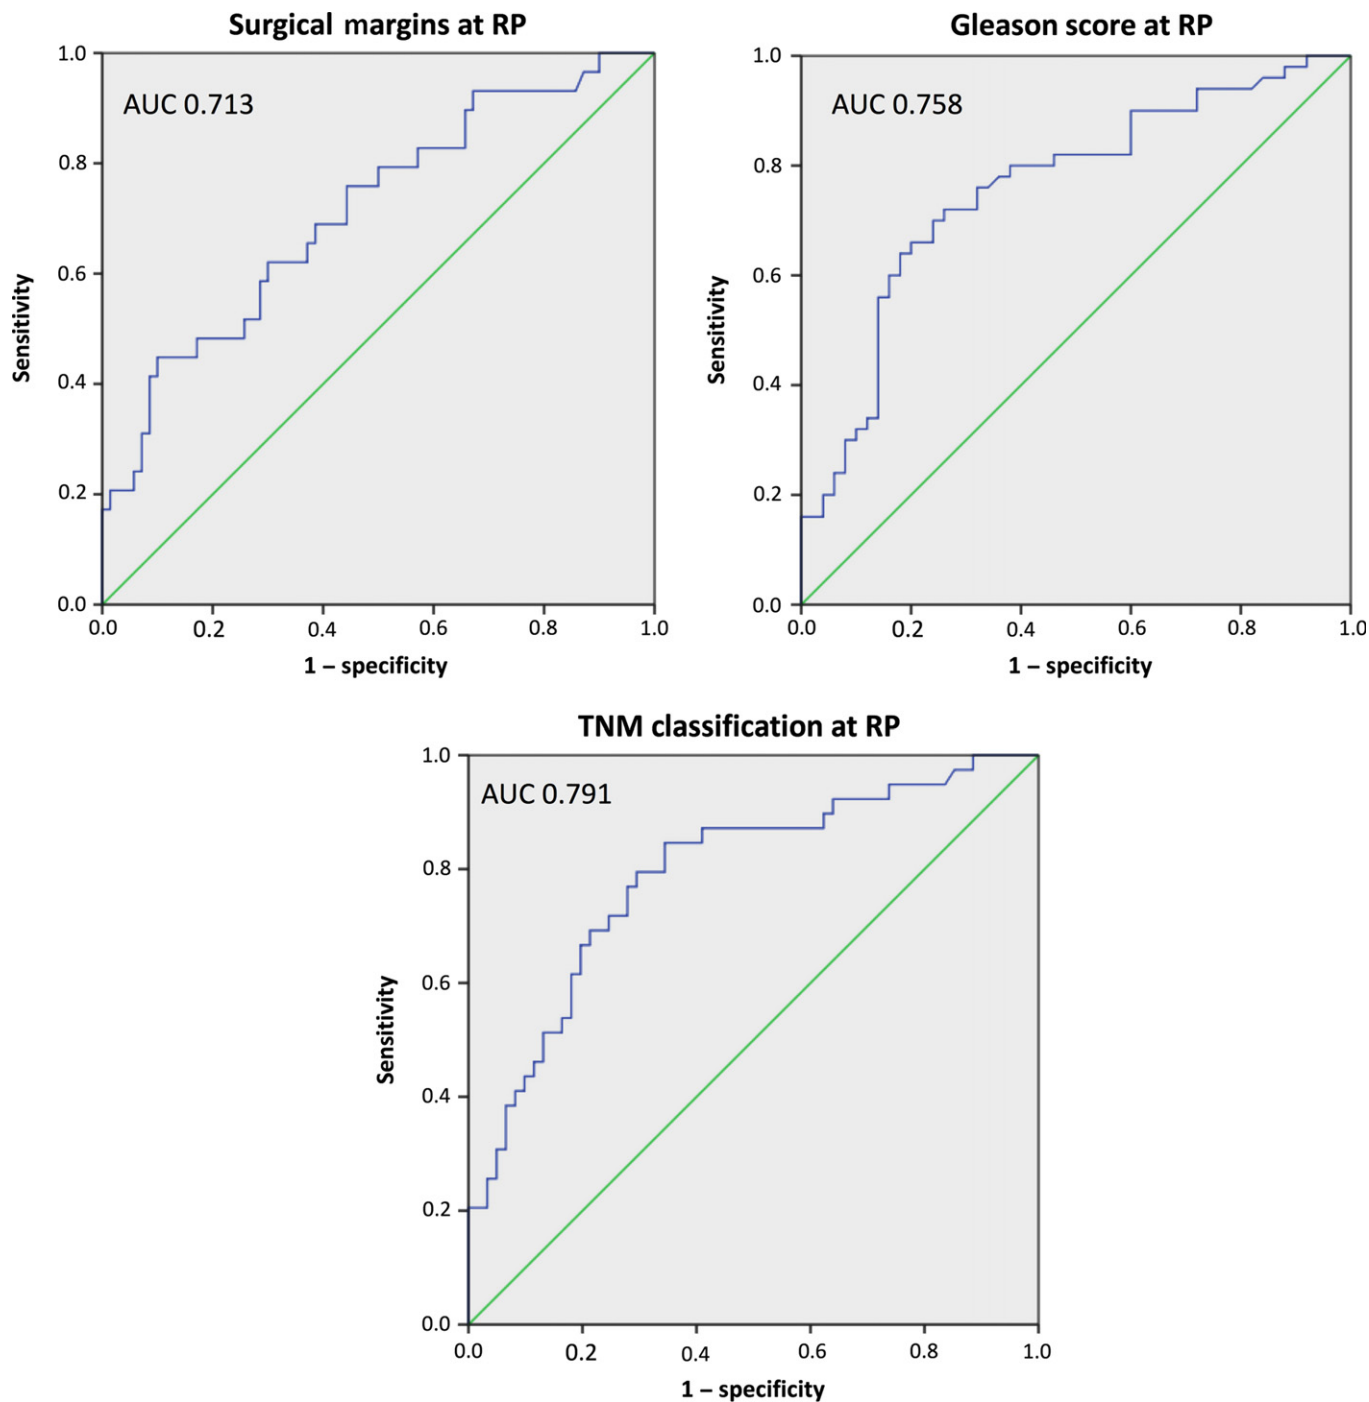 Surgical margins at RP
AUC 0.713
Sensitivity
1.0
0.8
0.6
0.4
0.2
0.0
0.0 0.2 0.4 0.6 0.8 1.0
1 – specificity
Gleason score at RP
AUC 0.758
Sensitivity
1.0
0.8
0.6
0.4
0.2
0.0
0.0 0.2 0.4 0.6 0.8 1.0
1 – specificity
TNM classification at RP
AUC 0.791
Sensitivity
1.0
0.8
0.6
0.4
0.2
0.0
0.0 0.2 0.4 0.6 0.8 1.0
1 – specificity